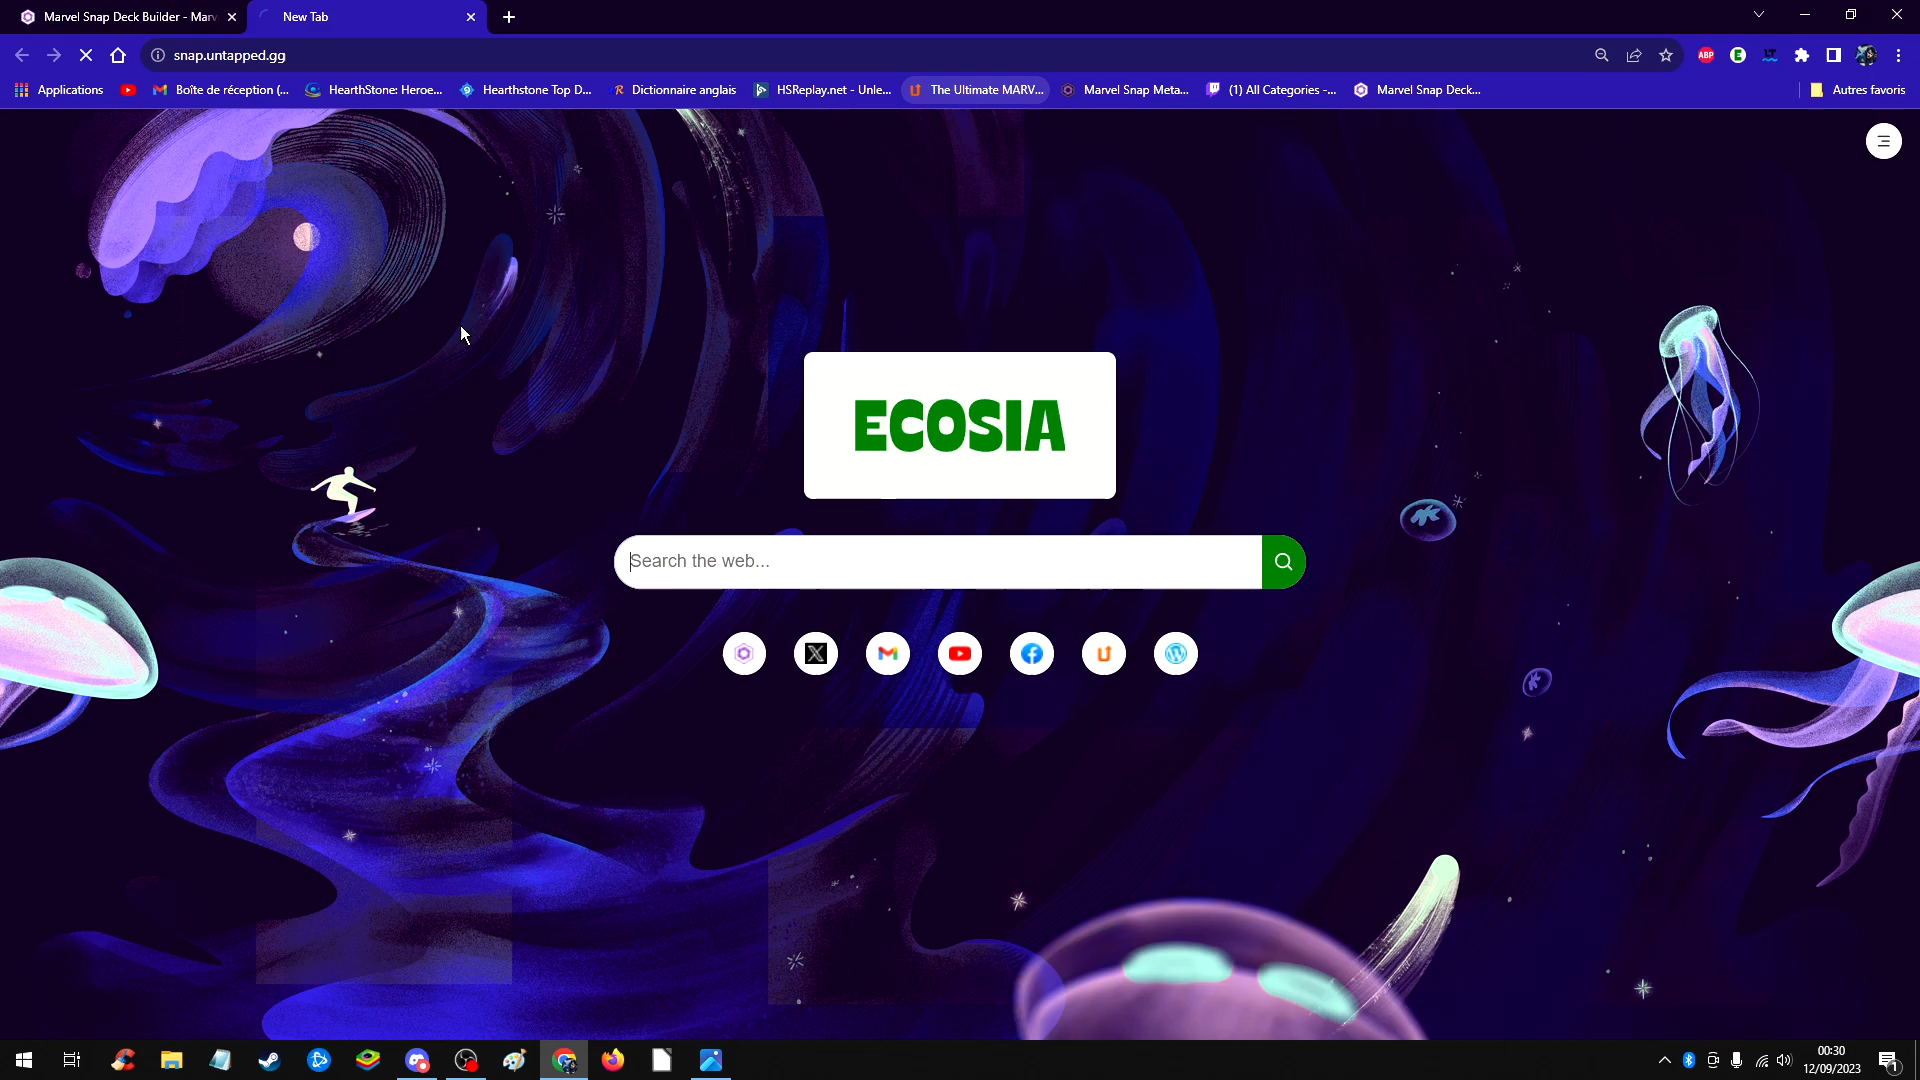 Marvel Snap Deck Builder - Marv
New Tab
snap.untapped.gg
ABP
Applications
Boîte de réception (...
HearthStone: Heroe...
Hearthstone Top D...
Dictionnaire anglais
HSReplay.net - Unle...
The Ultimate MARV...
Marvel Snap Meta...
(1) All Categories -...
Marvel Snap Deck...
Autres favoris
ECOSIA
Search the web...
00:30
12/09/2023
1